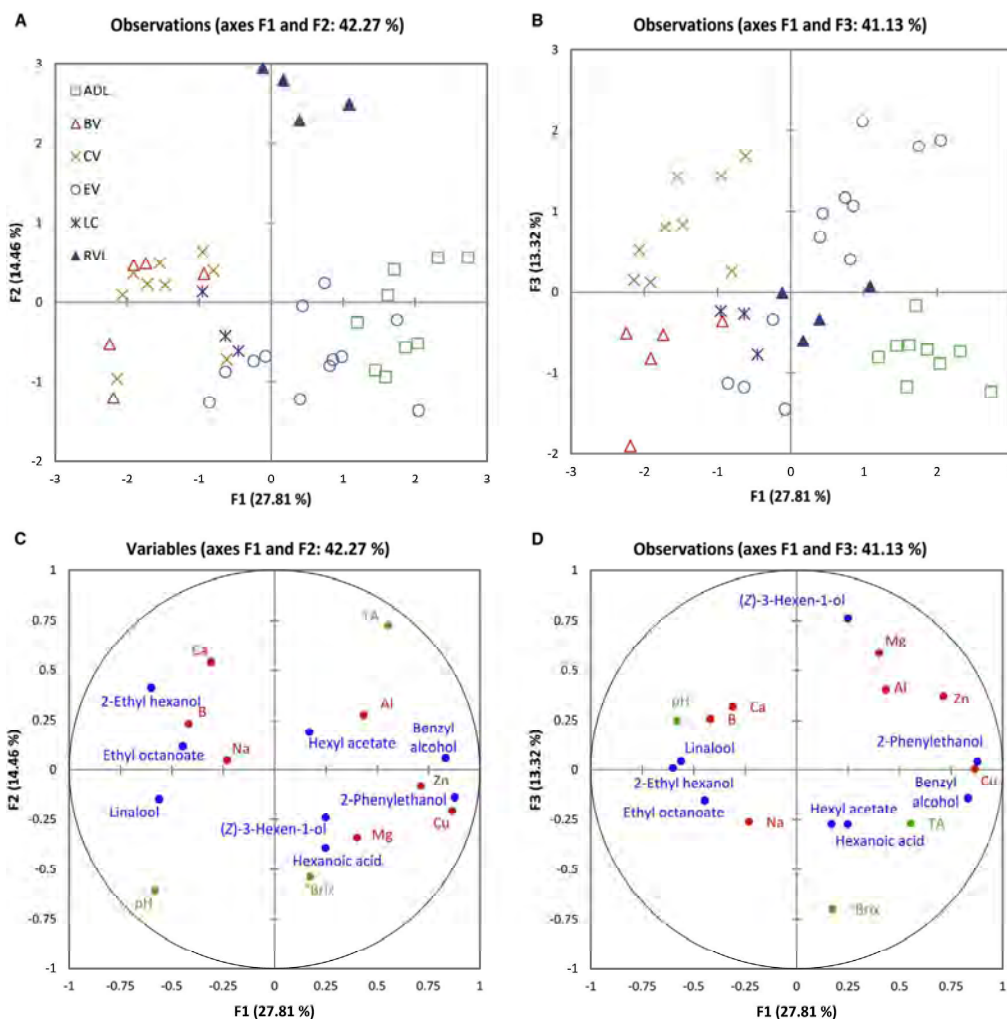 A
Observations (axes F1 and F2: 42.27 %)
3
2
1
0
-1
-2
-3
-2
-1
0
1
2
3
F2 (14.46 %)
F1 (27.81 %)
ADL
BV
CV
EV
LC
RVL
B
Observations (axes F1 and F3: 41.13 %)
3
2
1
0
-1
-2
-3
-2
-1
0
1
2
F3 (13.32 %)
F1 (27.81 %)
C
Variables (axes F1 and F2: 42.27 %)
1
0.75
0.5
0.25
0
-0.25
-0.5
-0.75
-1
-1
-0.75
-0.5
-0.25
0
0.25
0.5
0.75
1
F2 (14.46 %)
F1 (27.81 %)
TA
Ca
2-Ethyl hexanol
B
Al
Ethyl octanoate
Na
Hexyl acetate
Benzyl
alcohol
Zn
Linalool
2-Phenylethanol
(Z)-3-Hexen-1-ol
Mg
Cu
Hexanoic acid
°Brix
pH
D
Observations (axes F1 and F3: 41.13 %)
1
0.75
0.5
0.25
0
-0.25
-0.5
-0.75
-1
-1
-0.75
-0.5
-0.25
0
0.25
0.5
0.75
1
F3 (13.32 %)
F1 (27.81 %)
(Z)-3-Hexen-1-ol
Mg
Al
Zn
pH
Ca
B
Linalool
2-Phenylethanol
2-Ethyl hexanol
Cu
Benzyl
alcohol
Ethyl octanoate
Na
Hexyl acetate
TA
Hexanoic acid
°Brix